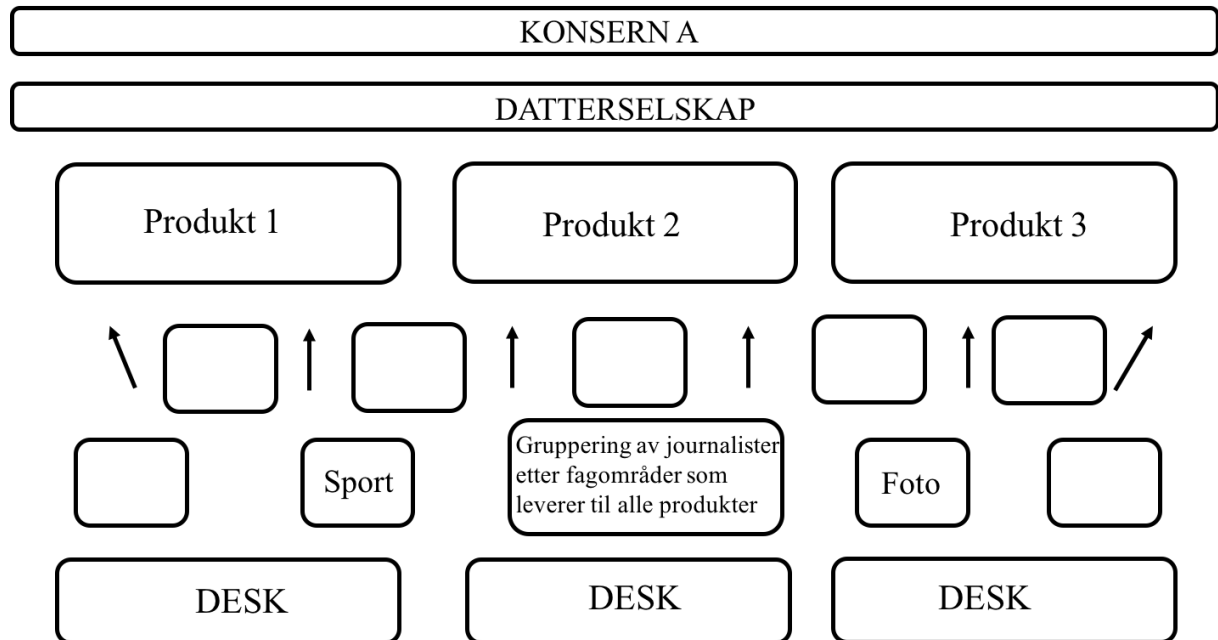 KONSERN A
DATTERSELSKAP
Produkt 1
Produkt 2
Produkt 3
Sport
Gruppering av journalister
etter fagområder som
leverer til alle produkter
Foto
DESK
DESK
DESK